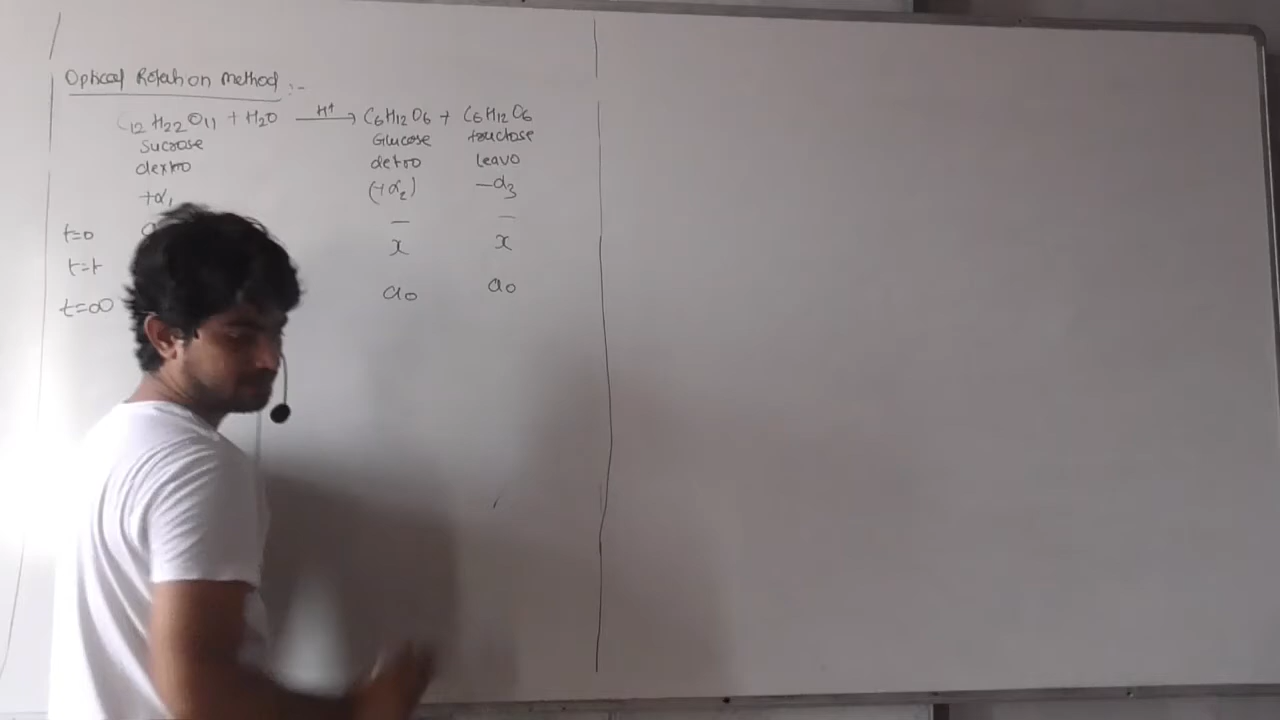 Optical Rotation method :-
C12 H22 O11 + H2O H+ → C6H12O6 + C6H12O6
Sucrose Glucose fructose
dextro detro leavo
+α1 (+α2) -α3
t=0 a — —
t=t x x
t=∞ a0 a0